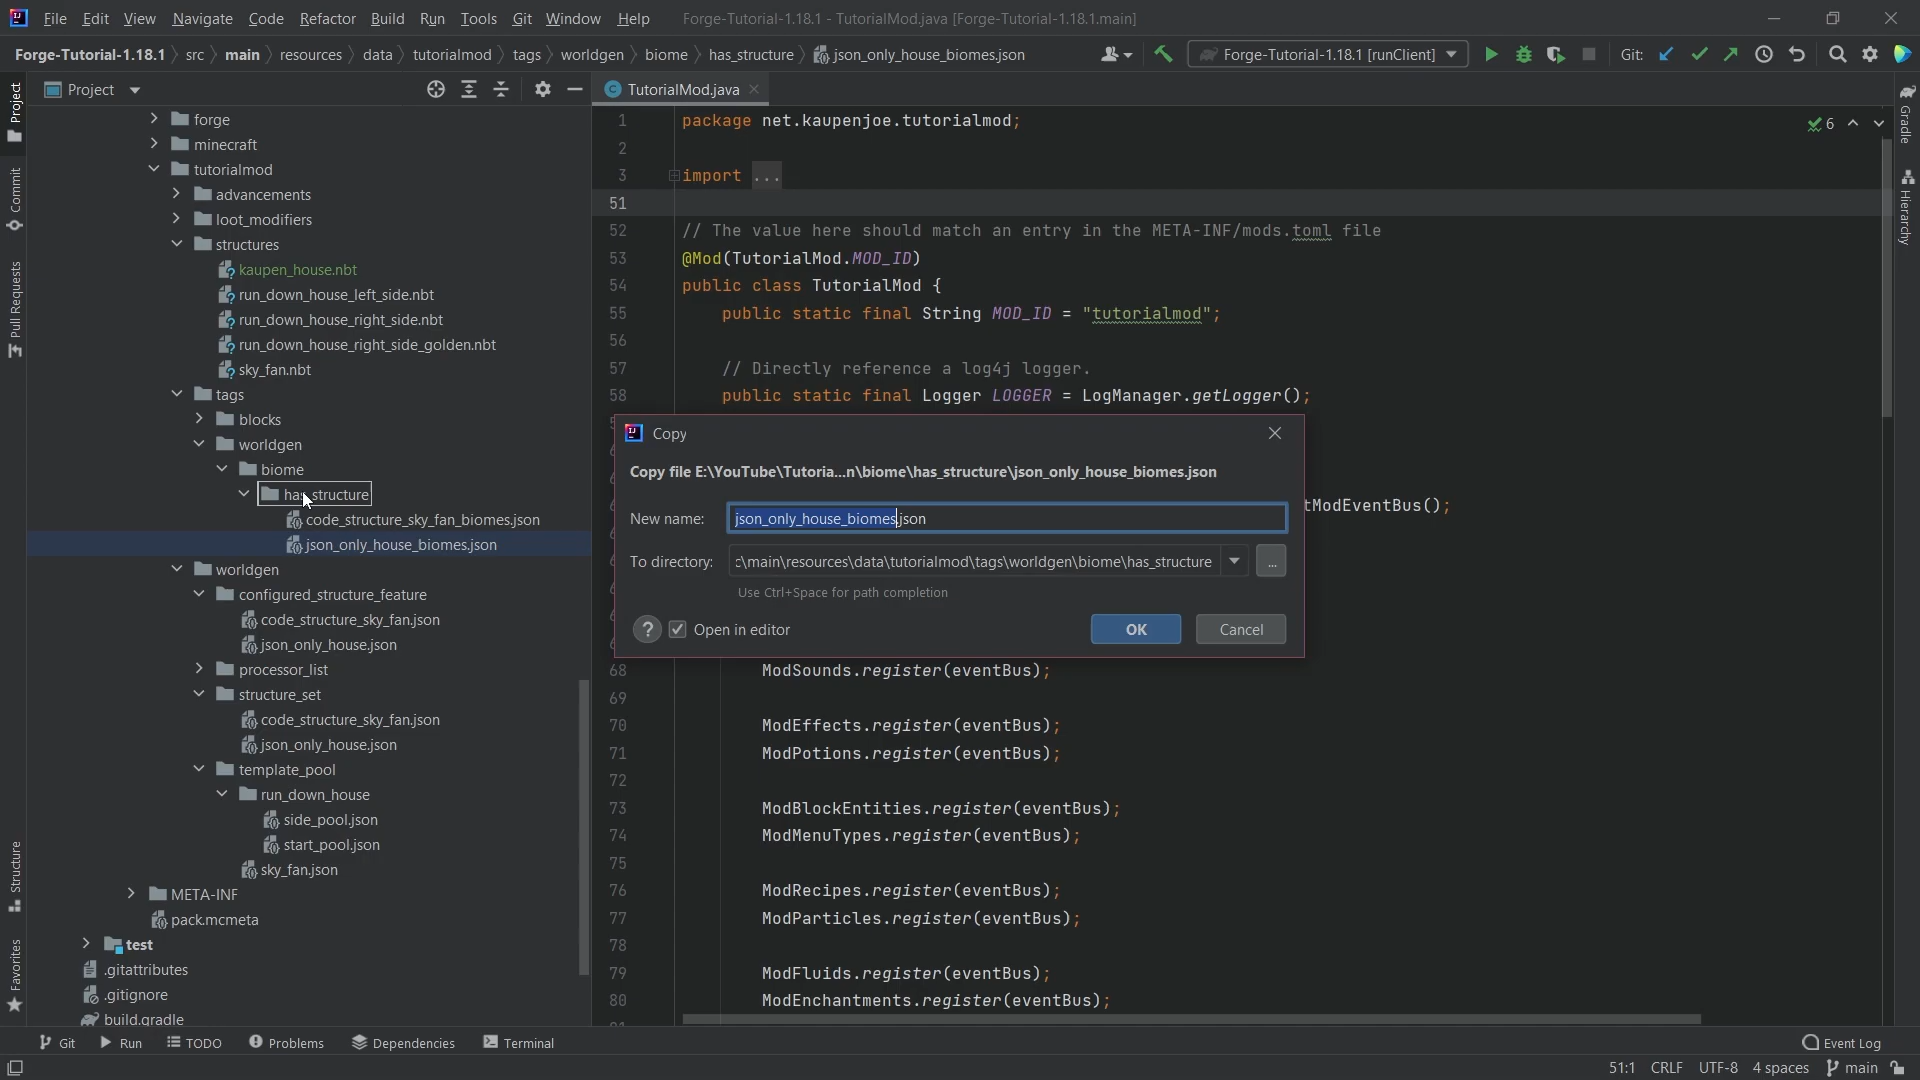 File Edit View Navigate Code Refactor Build Run Tools Git Window Help Forge-Tutorial-1.18.1 - TutorialMod.java [Forge-Tutorial-1.18.1.main]
Forge-Tutorial-1.18.1 src main resources data tutorialmod tags worldgen biome has_structure json_only_house_biomes.json Forge-Tutorial-1.18.1 [runClient] Git:
Project
TutorialMod.java
Project
Commit
Pull Requests
Structure
Favorites
forge
minecraft
tutorialmod
advancements
loot_modifiers
structures
kaupen_house.nbt
run_down_house_left_side.nbt
run_down_house_right_side.nbt
run_down_house_right_side_golden.nbt
sky_fan.nbt
tags
blocks
worldgen
biome
has_structure
code_structure_sky_fan_biomes.json
json_only_house_biomes.json
worldgen
configured_structure_feature
code_structure_sky_fan.json
json_only_house.json
processor_list
structure_set
code_structure_sky_fan.json
json_only_house.json
template_pool
run_down_house
side_pool.json
start_pool.json
sky_fan.json
META-INF
pack.mcmeta
test
.gitattributes
.gitignore
build.gradle
1 package net.kaupenjoe.tutorialmod;
6
2
3 import ...
51
52 // The value here should match an entry in the META-INF/mods.toml file
53 @Mod(TutorialMod.MOD_ID)
54 public class TutorialMod {
55 public static final String MOD_ID = "tutorialmod";
56
57 // Directly reference a log4j logger.
58 public static final Logger LOGGER = LogManager.getLogger();
Copy
Copy file E:\YouTube\Tutoria...n\biome\has_structure\json_only_house_biomes.json
tModEventBus();
New name: json_only_house_biomes.json
To directory: c\main\resources\data\tutorialmod\tags\worldgen\biome\has_structure ...
Use Ctrl+Space for path completion
? Open in editor OK Cancel
68 ModSounds.register(eventBus);
69
70 ModEffects.register(eventBus);
71 ModPotions.register(eventBus);
72
73 ModBlockEntities.register(eventBus);
74 ModMenuTypes.register(eventBus);
75
76 ModRecipes.register(eventBus);
77 ModParticles.register(eventBus);
78
79 ModFluids.register(eventBus);
80 ModEnchantments.register(eventBus);
Gradle
Hierarchy
Git Run TODO Problems Dependencies Terminal Event Log
51:1 CRLF UTF-8 4 spaces main